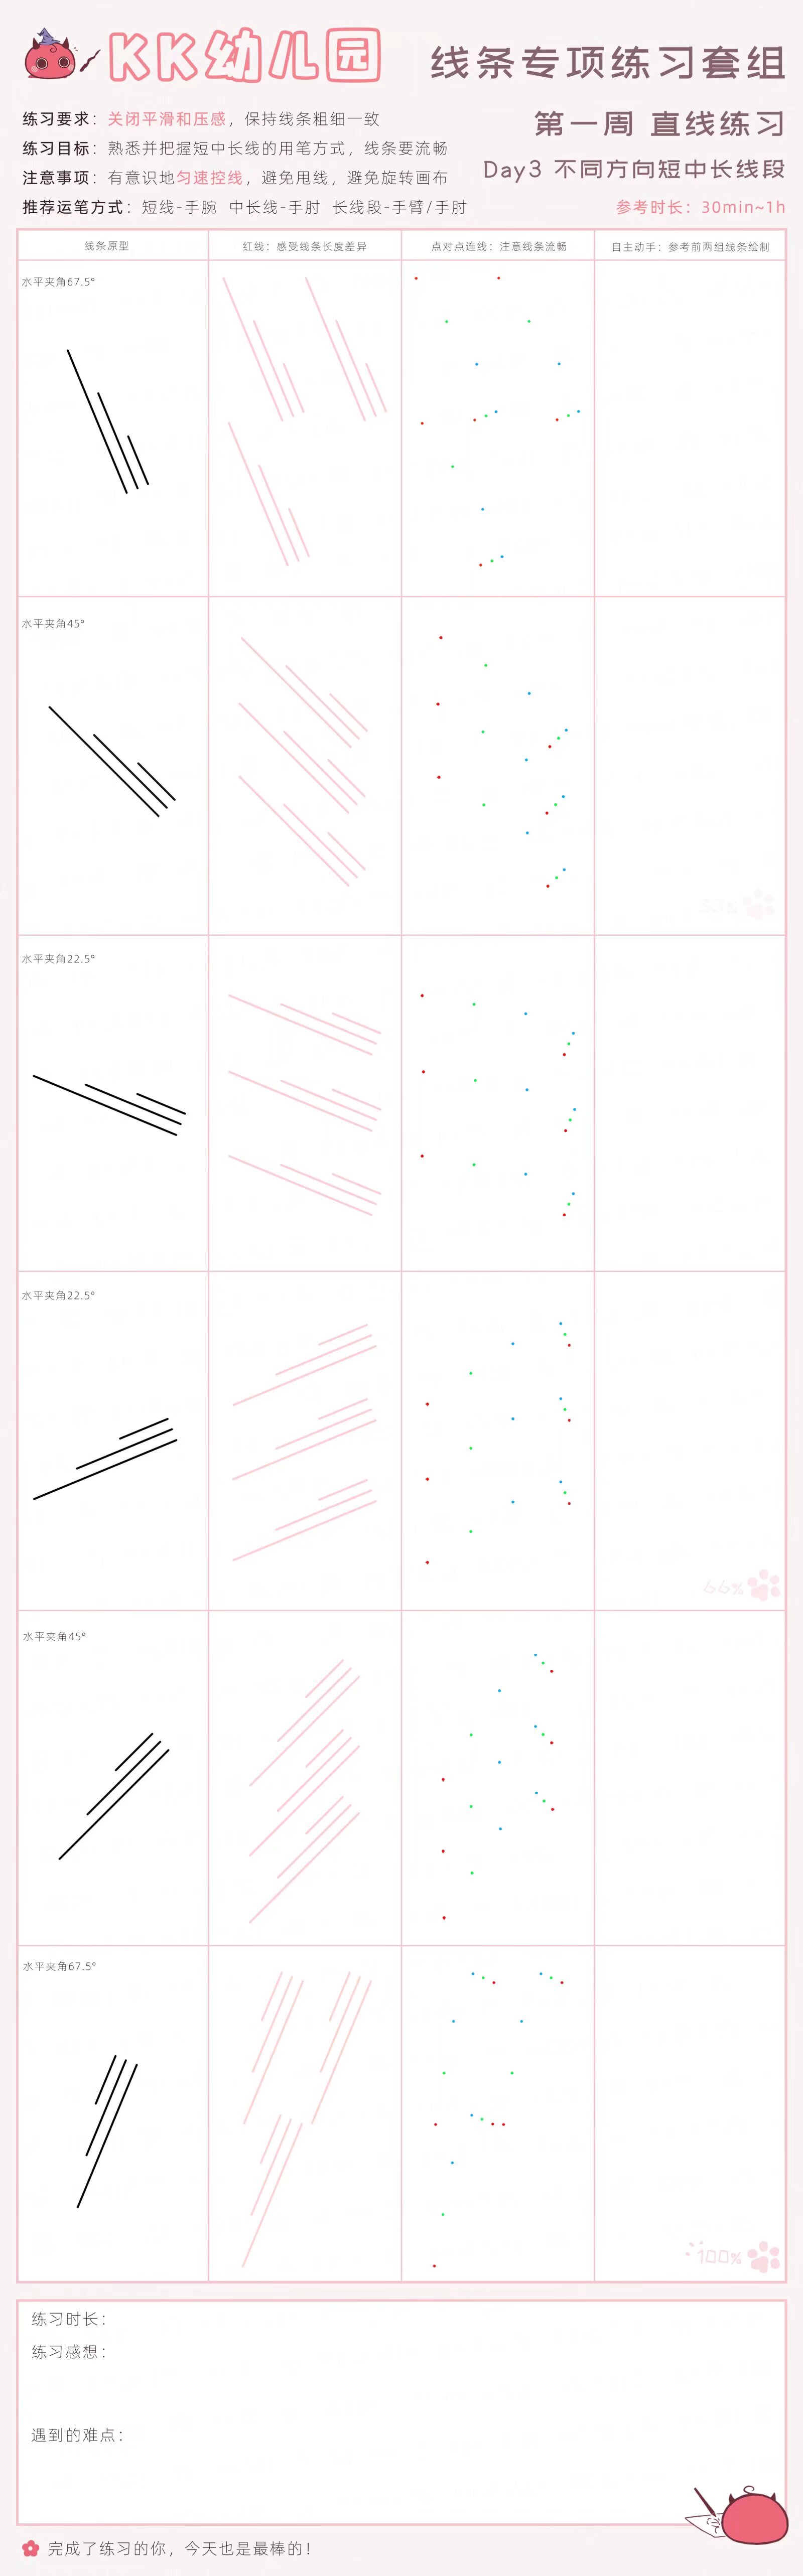 KK幼儿园
线条专项练习套组
第一周 直线练习
Day3 不同方向短中长线段
参考时长：30min~1h
练习要求：关闭平滑和压感，保持线条粗细一致
练习目标：熟悉并把握短中长线的用笔方式，线条要流畅
注意事项：有意识地匀速控线，避免甩线，避免旋转画布
推荐运笔方式：短线-手腕 中长线-手肘 长线段-手臂/手肘
线条原型
红线：感受线条长度差异
点对点连线：注意线条流畅
自主动手：参考前两组线条绘制
水平夹角67.5°
水平夹角45°
33%
水平夹角22.5°
水平夹角22.5°
66%
水平夹角45°
水平夹角67.5°
100%
练习时长：
练习感想：
遇到的难点：
完成了练习的你，今天也是最棒的！